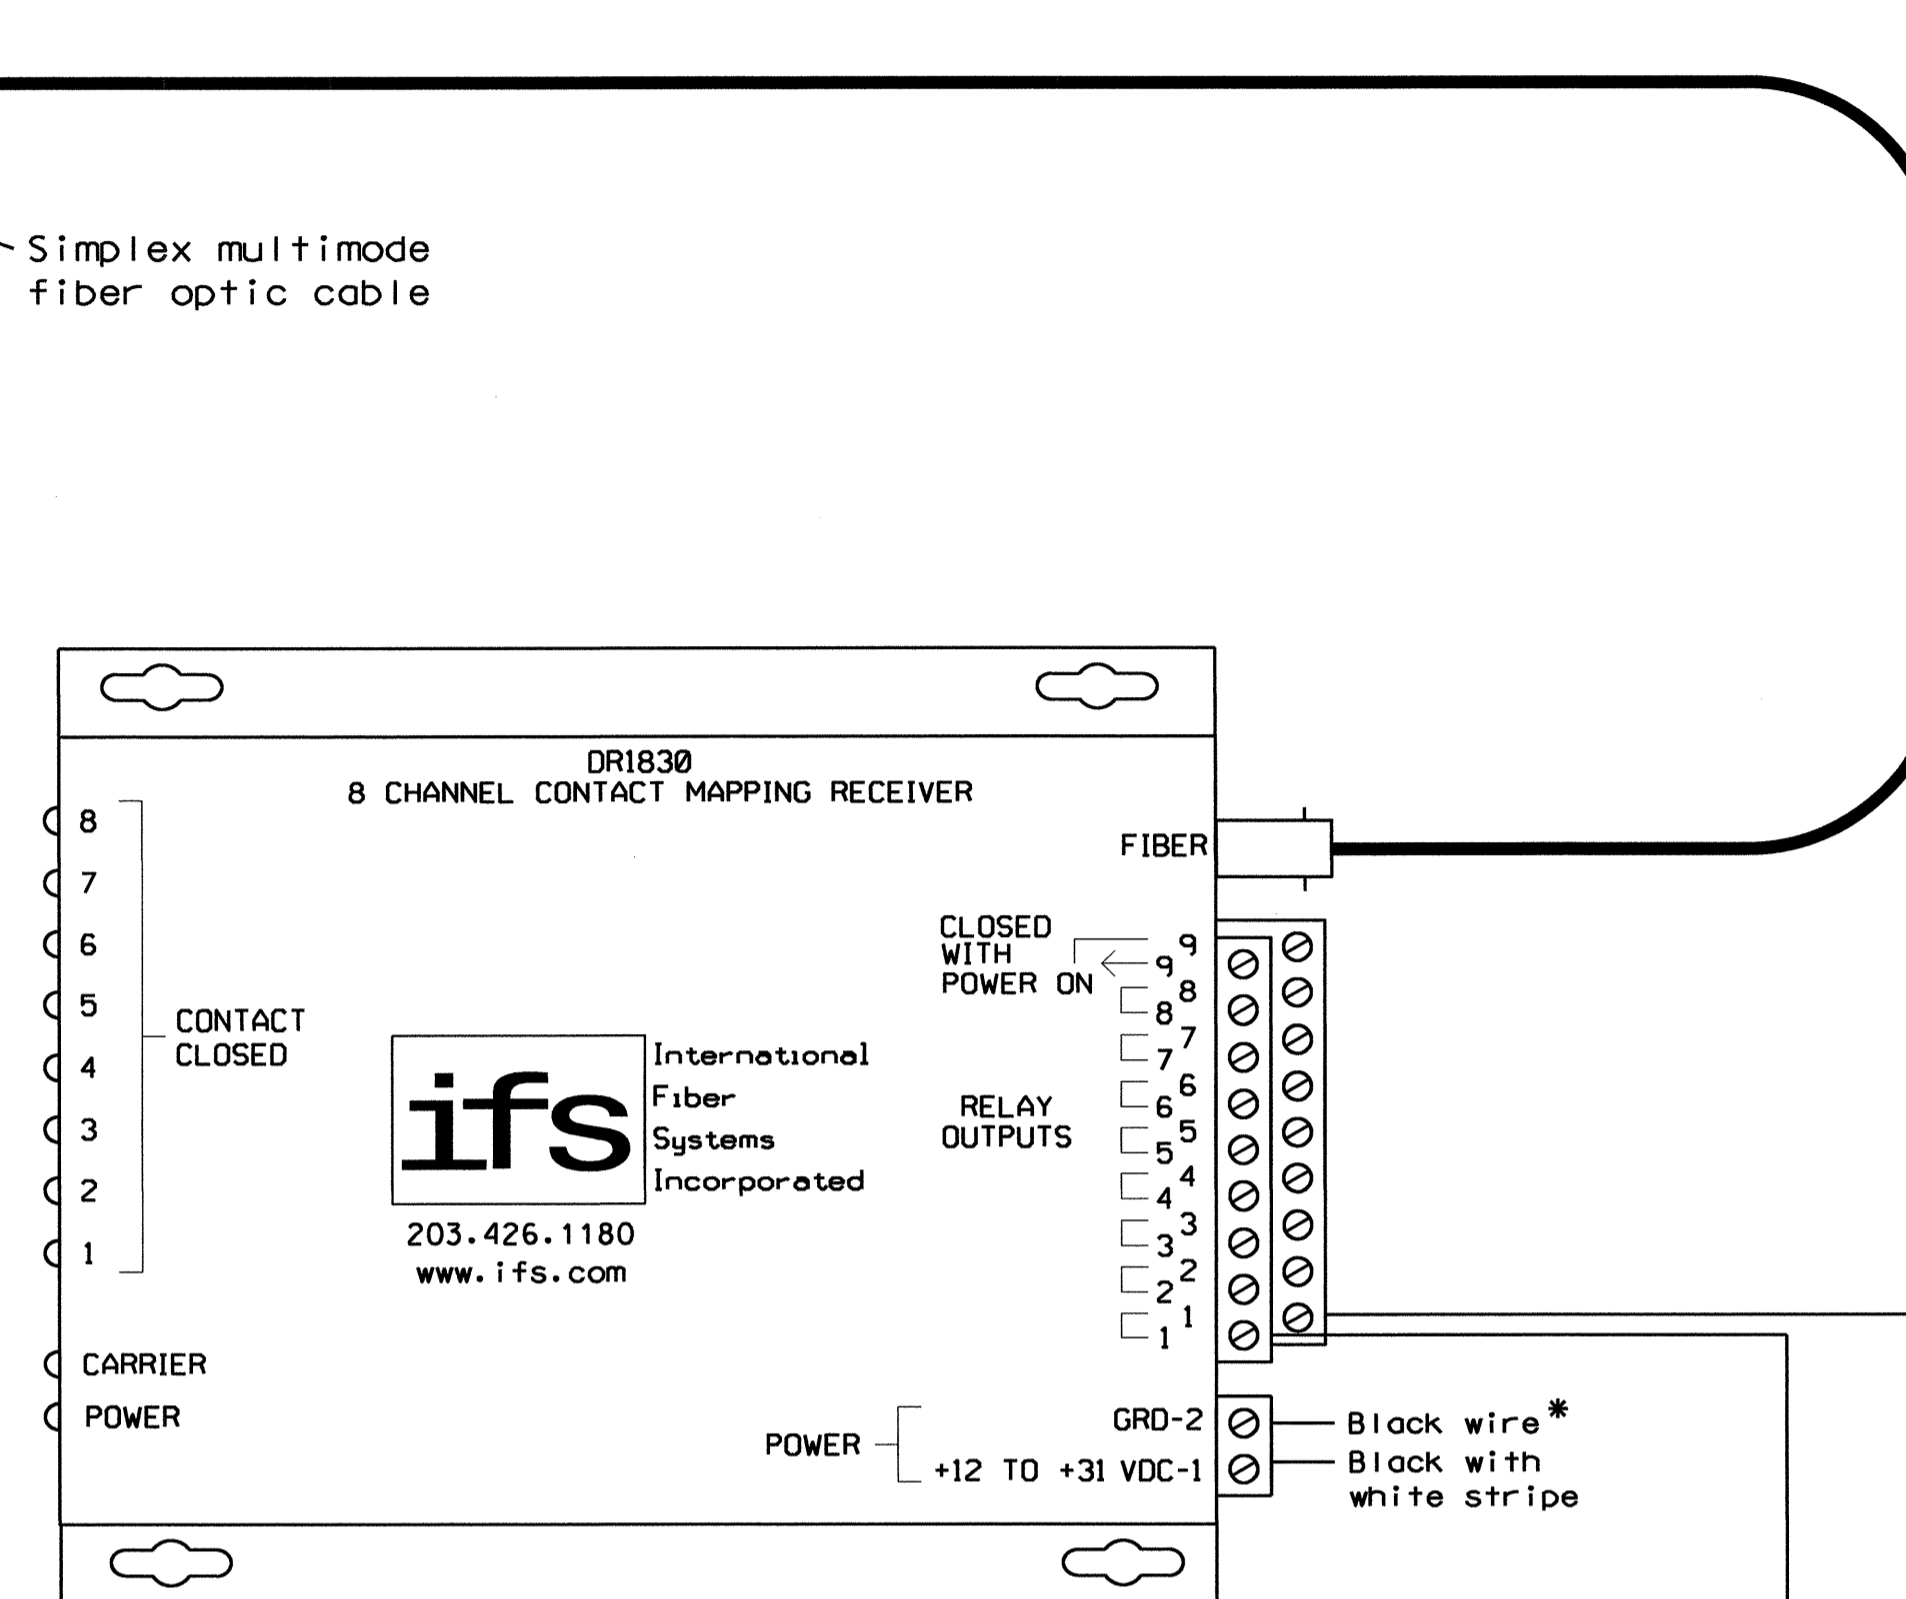 Simplex multimode
fiber optic cable
DR1830
8 CHANNEL CONTACT MAPPING RECEIVER
8
7
6
5
4
3
2
1
CONTACT
CLOSED
CARRIER
POWER
ifs
International
Fiber
Systems
Incorporated
203.426.1180
www.ifs.com
FIBER
CLOSED
WITH
POWER ON
9
9
8
8
7
7
6
6
5
5
4
4
3
3
2
2
1
1
RELAY
OUTPUTS
POWER
GRD-2
+12 TO +31 VDC-1
Black wire*
Black with
white stripe